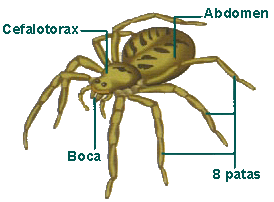 Abdomen
Cefalotorax
Boca
8 patas